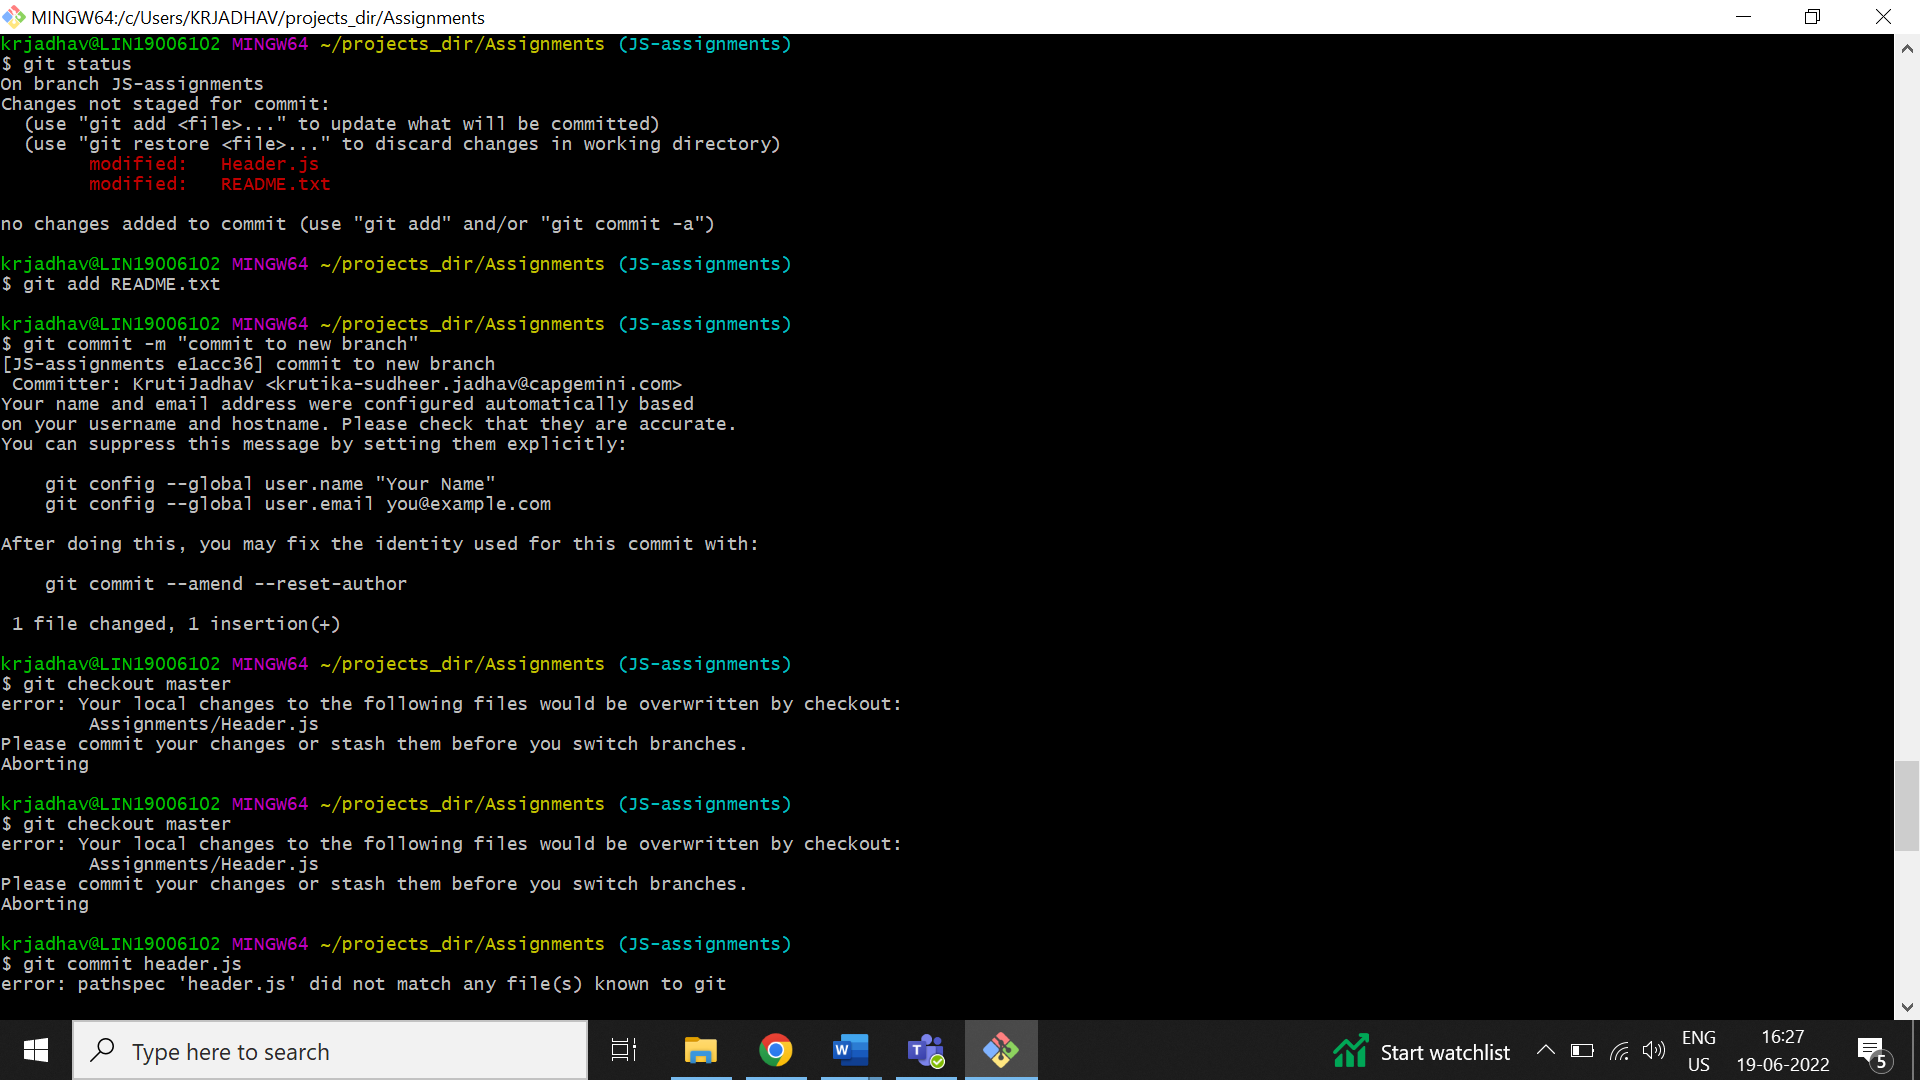 MINGW64:/c/Users/KRJADHAV/projects_dir/Assignments
krjadhav@LIN19006102 MINGW64 ~/projects_dir/Assignments (JS-assignments)
$ git status
On branch JS-assignments
Changes not staged for commit:
  (use "git add <file>..." to update what will be committed)
  (use "git restore <file>..." to discard changes in working directory)
        modified:   Header.js
        modified:   README.txt

no changes added to commit (use "git add" and/or "git commit -a")

krjadhav@LIN19006102 MINGW64 ~/projects_dir/Assignments (JS-assignments)
$ git add README.txt

krjadhav@LIN19006102 MINGW64 ~/projects_dir/Assignments (JS-assignments)
$ git commit -m "commit to new branch"
[JS-assignments e1acc36] commit to new branch
 Committer: KrutiJadhav <krutika-sudheer.jadhav@capgemini.com>
Your name and email address were configured automatically based
on your username and hostname. Please check that they are accurate.
You can suppress this message by setting them explicitly:

    git config --global user.name "Your Name"
    git config --global user.email you@example.com

After doing this, you may fix the identity used for this commit with:

    git commit --amend --reset-author

 1 file changed, 1 insertion(+)

krjadhav@LIN19006102 MINGW64 ~/projects_dir/Assignments (JS-assignments)
$ git checkout master
error: Your local changes to the following files would be overwritten by checkout:
        Assignments/Header.js
Please commit your changes or stash them before you switch branches.
Aborting

krjadhav@LIN19006102 MINGW64 ~/projects_dir/Assignments (JS-assignments)
$ git checkout master
error: Your local changes to the following files would be overwritten by checkout:
        Assignments/Header.js
Please commit your changes or stash them before you switch branches.
Aborting

krjadhav@LIN19006102 MINGW64 ~/projects_dir/Assignments (JS-assignments)
$ git commit header.js
error: pathspec 'header.js' did not match any file(s) known to git
Type here to search
W
T
Start watchlist
ENG
US
16:27
19-06-2022
5